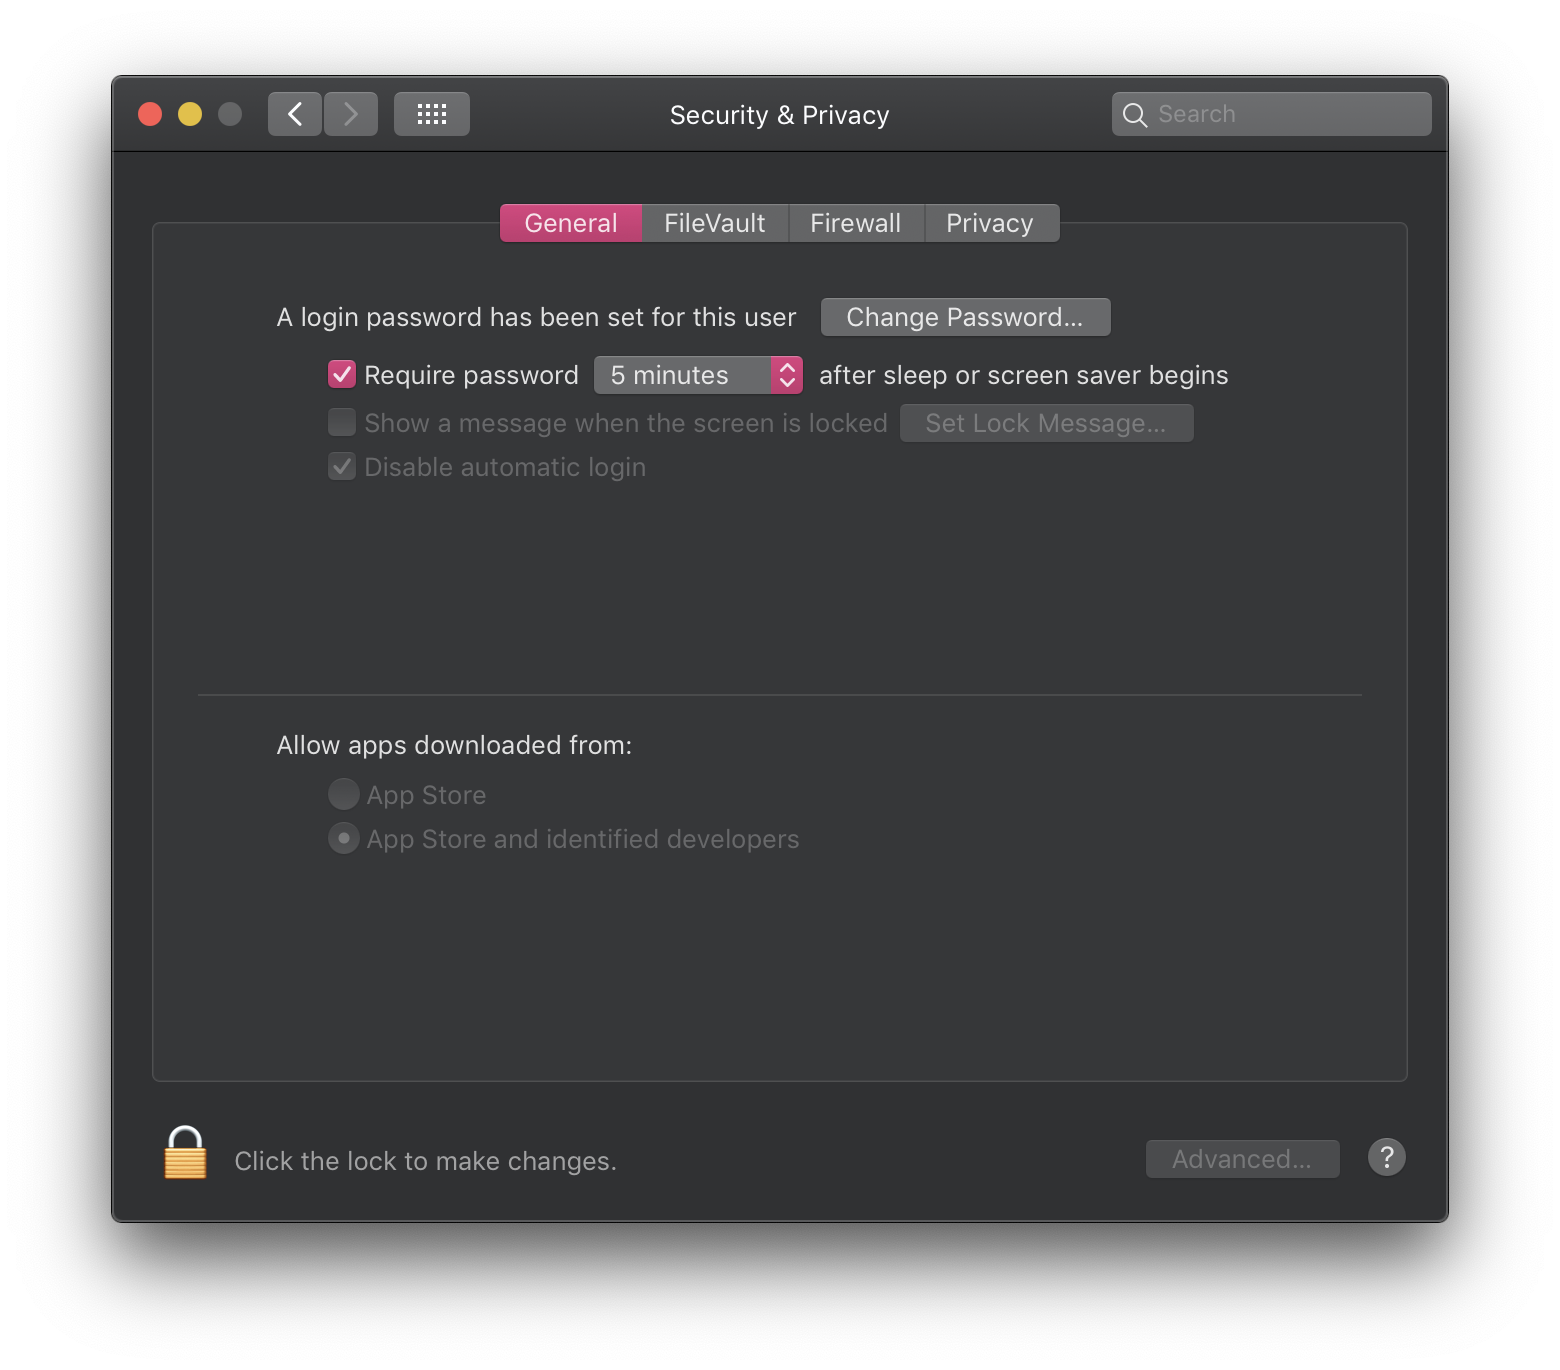 Security & Privacy
Search
General FileVault Firewall Privacy
A login password has been set for this user Change Password...
Require password 5 minutes after sleep or screen saver begins
Show a message when the screen is locked Set Lock Message...
Disable automatic login
Allow apps downloaded from:
App Store
App Store and identified developers
Click the lock to make changes.
Advanced...
?